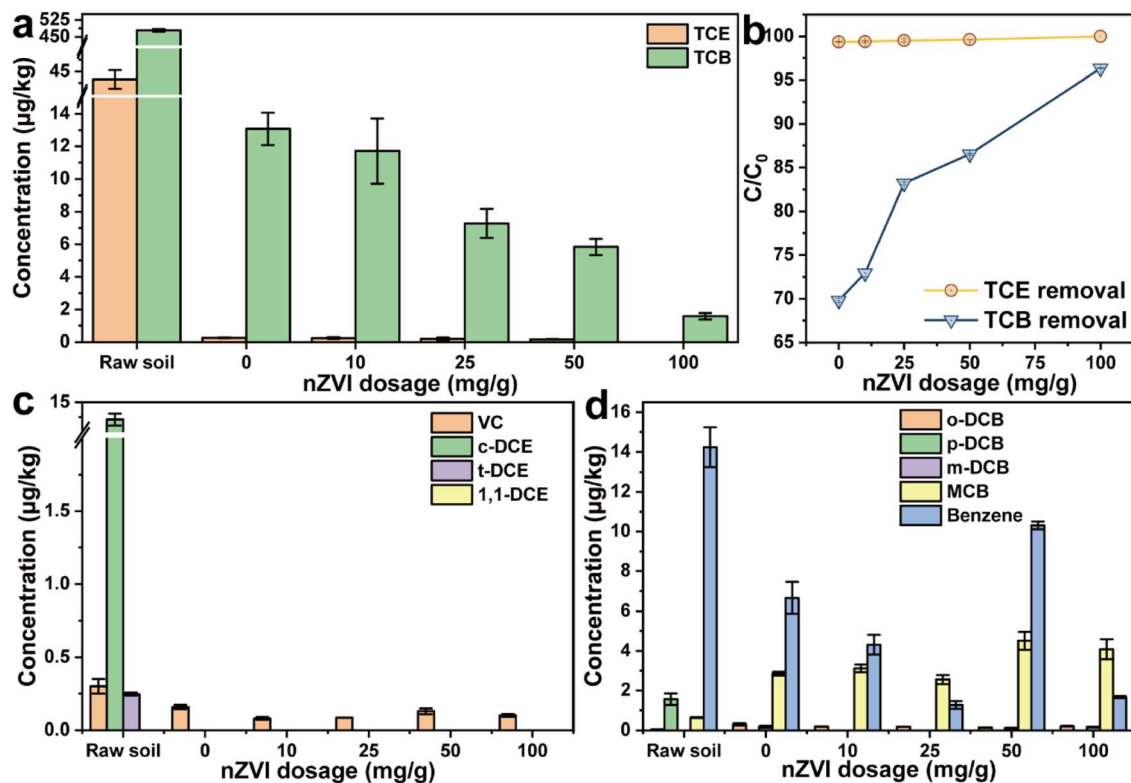 a
525
450
45
14
12
10
8
6
4
2
0
Concentration (µg/kg)
TCE
TCB
Raw soil 0 10 25 50 100
nZVI dosage (mg/g)
b
100
95
90
85
80
75
70
65
C/C0
TCE removal
TCB removal
0 25 50 75 100
nZVI dosage (mg/g)
c
15
1.5
1.0
0.5
0.0
Concentration (µg/kg)
VC
c-DCE
t-DCE
1,1-DCE
Raw soil 0 10 25 50 100
nZVI dosage (mg/g)
d
16
14
12
10
8
6
4
2
0
Concentration (µg/kg)
o-DCB
p-DCB
m-DCB
MCB
Benzene
Raw soil 0 10 25 50 100
nZVI dosage (mg/g)